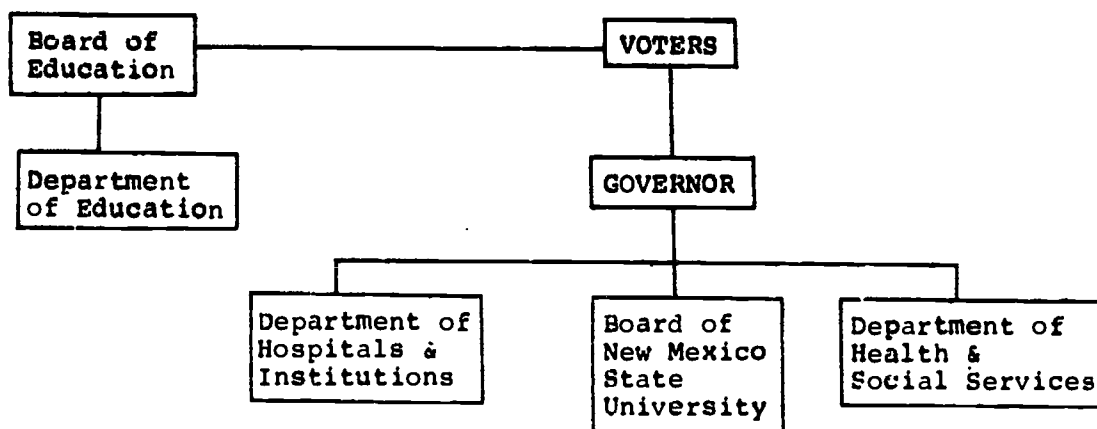 Board of
Education
VOTERS
Department
of Education
GOVERNOR
Department of
Hospitals &
Institutions
Board of
New Mexico
State
University
Department of
Health &
Social Services